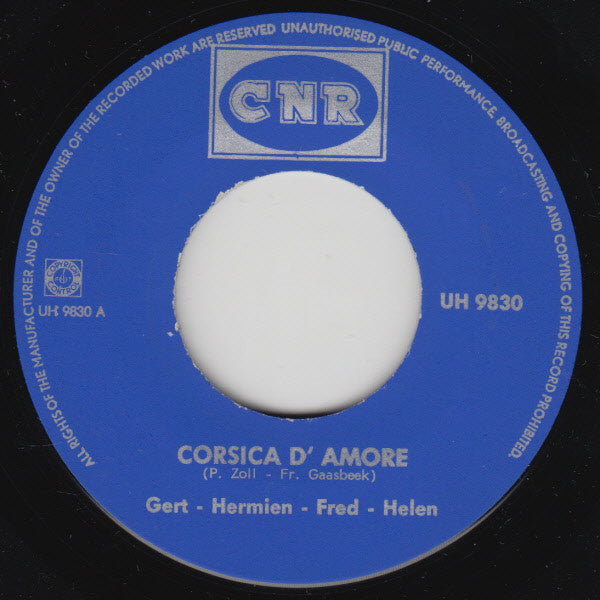 ALL RIGHTS OF THE MANUFACTURER AND OF THE OWNER OF THE RECORDED WORK ARE RESERVED UNAUTHORISED PUBLIC PERFORMANCE, BROADCASTING AND COPYING OF THIS RECORD PROHIBITED.
CNR
COPYRIGHT
CONTROL
UH 9830 A
UH 9830
CORSICA D' AMORE
(P. Zoll - Fr. Gaasbeek)
Gert - Hermien - Fred - Helen